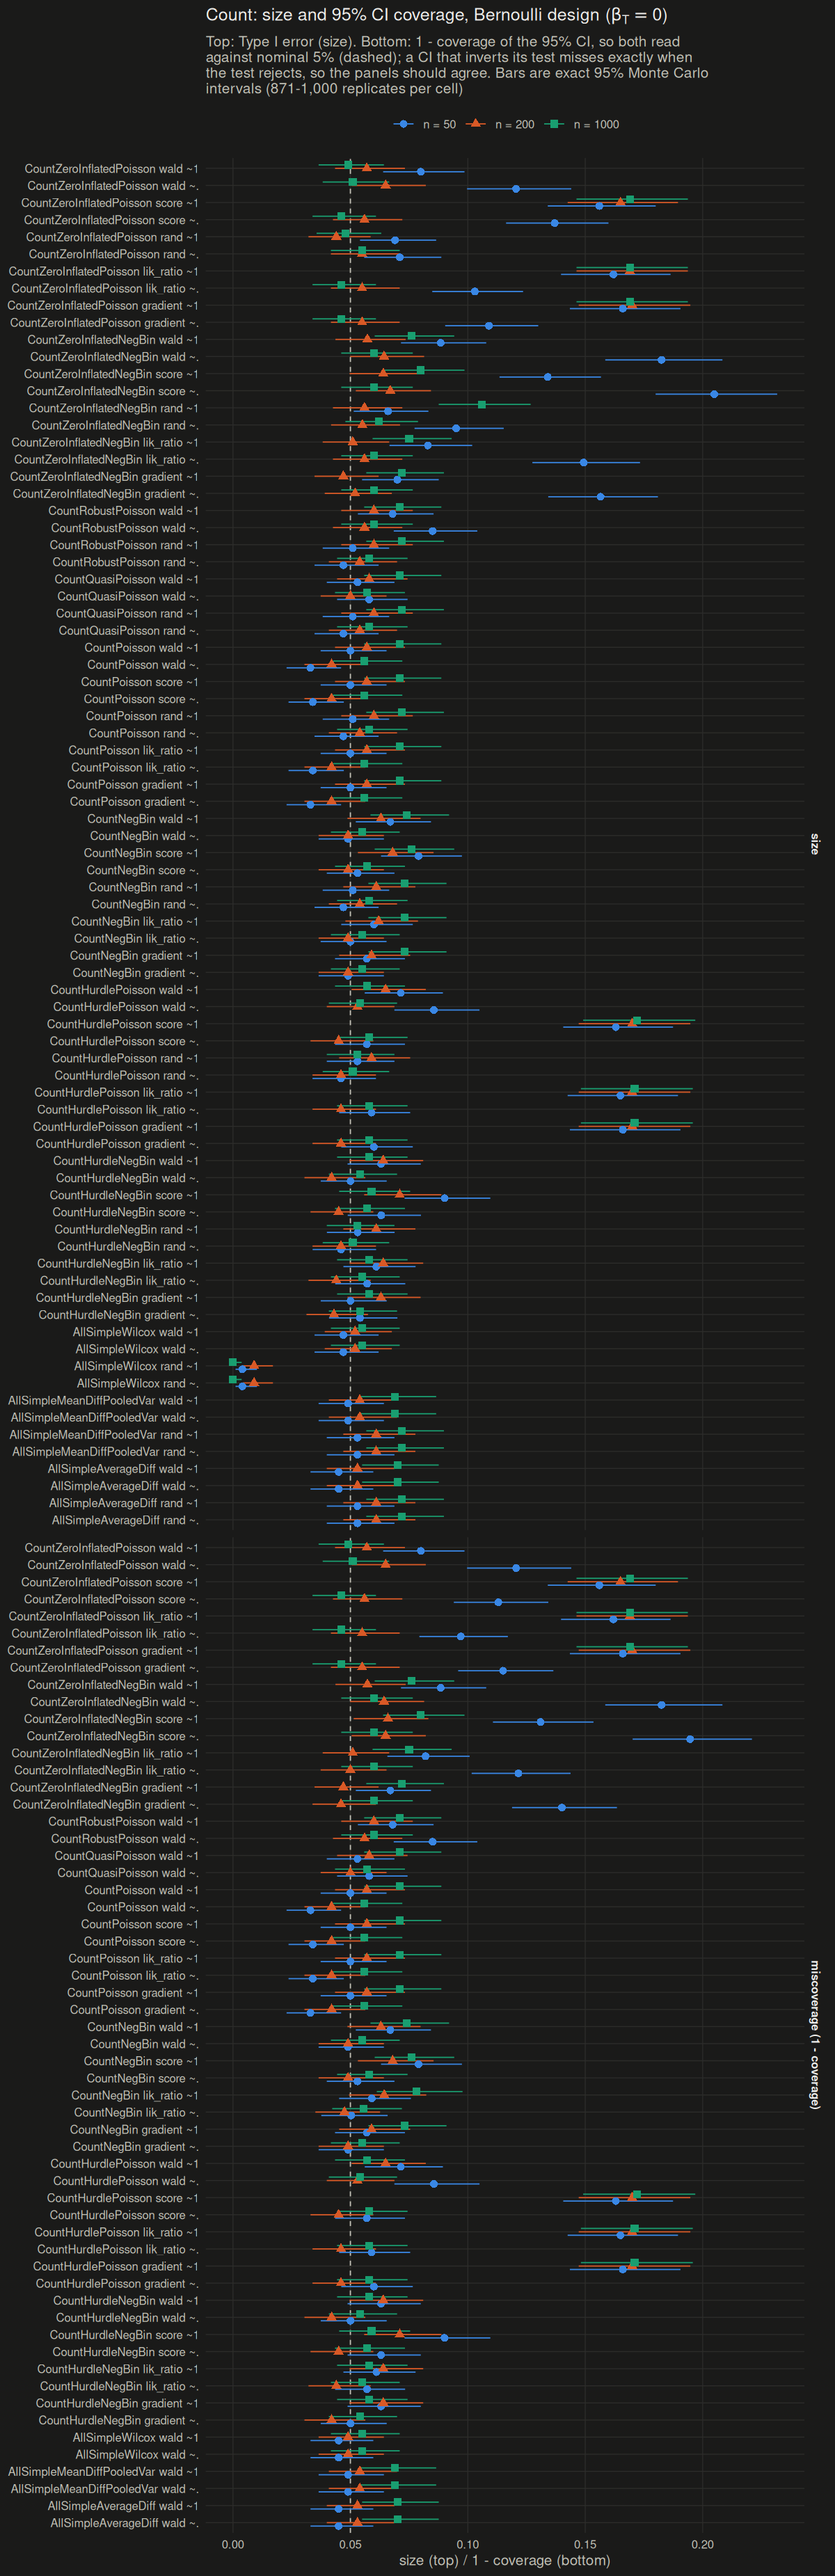 Count: size and 95% CI coverage, Bernoulli design (βT = 0)
Top: Type I error (size). Bottom: 1 - coverage of the 95% CI, so both read
against nominal 5% (dashed); a CI that inverts its test misses exactly when
the test rejects, so the panels should agree. Bars are exact 95% Monte Carlo
intervals (871-1,000 replicates per cell)
n = 50 n = 200 n = 1000
CountZeroInflatedPoisson wald ~1
CountZeroInflatedPoisson wald ~.
CountZeroInflatedPoisson score ~1
CountZeroInflatedPoisson score ~.
CountZeroInflatedPoisson rand ~1
CountZeroInflatedPoisson rand ~.
CountZeroInflatedPoisson lik_ratio ~1
CountZeroInflatedPoisson lik_ratio ~.
CountZeroInflatedPoisson gradient ~1
CountZeroInflatedPoisson gradient ~.
CountZeroInflatedNegBin wald ~1
CountZeroInflatedNegBin wald ~.
CountZeroInflatedNegBin score ~1
CountZeroInflatedNegBin score ~.
CountZeroInflatedNegBin rand ~1
CountZeroInflatedNegBin rand ~.
CountZeroInflatedNegBin lik_ratio ~1
CountZeroInflatedNegBin lik_ratio ~.
CountZeroInflatedNegBin gradient ~1
CountZeroInflatedNegBin gradient ~.
CountRobustPoisson wald ~1
CountRobustPoisson wald ~.
CountRobustPoisson rand ~1
CountRobustPoisson rand ~.
CountQuasiPoisson wald ~1
CountQuasiPoisson wald ~.
CountQuasiPoisson rand ~1
CountQuasiPoisson rand ~.
CountPoisson wald ~1
CountPoisson wald ~.
CountPoisson score ~1
CountPoisson score ~.
CountPoisson rand ~1
CountPoisson rand ~.
CountPoisson lik_ratio ~1
CountPoisson lik_ratio ~.
CountPoisson gradient ~1
CountPoisson gradient ~.
CountNegBin wald ~1
CountNegBin wald ~.
CountNegBin score ~1
CountNegBin score ~.
CountNegBin rand ~1
CountNegBin rand ~.
CountNegBin lik_ratio ~1
CountNegBin lik_ratio ~.
CountNegBin gradient ~1
CountNegBin gradient ~.
CountHurdlePoisson wald ~1
CountHurdlePoisson wald ~.
CountHurdlePoisson score ~1
CountHurdlePoisson score ~.
CountHurdlePoisson rand ~1
CountHurdlePoisson rand ~.
CountHurdlePoisson lik_ratio ~1
CountHurdlePoisson lik_ratio ~.
CountHurdlePoisson gradient ~1
CountHurdlePoisson gradient ~.
CountHurdleNegBin wald ~1
CountHurdleNegBin wald ~.
CountHurdleNegBin score ~1
CountHurdleNegBin score ~.
CountHurdleNegBin rand ~1
CountHurdleNegBin rand ~.
CountHurdleNegBin lik_ratio ~1
CountHurdleNegBin lik_ratio ~.
CountHurdleNegBin gradient ~1
CountHurdleNegBin gradient ~.
AllSimpleWilcox wald ~1
AllSimpleWilcox wald ~.
AllSimpleWilcox rand ~1
AllSimpleWilcox rand ~.
AllSimpleMeanDiffPooledVar wald ~1
AllSimpleMeanDiffPooledVar wald ~.
AllSimpleMeanDiffPooledVar rand ~1
AllSimpleMeanDiffPooledVar rand ~.
AllSimpleAverageDiff wald ~1
AllSimpleAverageDiff wald ~.
AllSimpleAverageDiff rand ~1
AllSimpleAverageDiff rand ~.
size
CountZeroInflatedPoisson wald ~1
CountZeroInflatedPoisson wald ~.
CountZeroInflatedPoisson score ~1
CountZeroInflatedPoisson score ~.
CountZeroInflatedPoisson lik_ratio ~1
CountZeroInflatedPoisson lik_ratio ~.
CountZeroInflatedPoisson gradient ~1
CountZeroInflatedPoisson gradient ~.
CountZeroInflatedNegBin wald ~1
CountZeroInflatedNegBin wald ~.
CountZeroInflatedNegBin score ~1
CountZeroInflatedNegBin score ~.
CountZeroInflatedNegBin lik_ratio ~1
CountZeroInflatedNegBin lik_ratio ~.
CountZeroInflatedNegBin gradient ~1
CountZeroInflatedNegBin gradient ~.
CountRobustPoisson wald ~1
CountRobustPoisson wald ~.
CountQuasiPoisson wald ~1
CountQuasiPoisson wald ~.
CountPoisson wald ~1
CountPoisson wald ~.
CountPoisson score ~1
CountPoisson score ~.
CountPoisson lik_ratio ~1
CountPoisson lik_ratio ~.
CountPoisson gradient ~1
CountPoisson gradient ~.
CountNegBin wald ~1
CountNegBin wald ~.
CountNegBin score ~1
CountNegBin score ~.
CountNegBin lik_ratio ~1
CountNegBin lik_ratio ~.
CountNegBin gradient ~1
CountNegBin gradient ~.
CountHurdlePoisson wald ~1
CountHurdlePoisson wald ~.
CountHurdlePoisson score ~1
CountHurdlePoisson score ~.
CountHurdlePoisson lik_ratio ~1
CountHurdlePoisson lik_ratio ~.
CountHurdlePoisson gradient ~1
CountHurdlePoisson gradient ~.
CountHurdleNegBin wald ~1
CountHurdleNegBin wald ~.
CountHurdleNegBin score ~1
CountHurdleNegBin score ~.
CountHurdleNegBin lik_ratio ~1
CountHurdleNegBin lik_ratio ~.
CountHurdleNegBin gradient ~1
CountHurdleNegBin gradient ~.
AllSimpleWilcox wald ~1
AllSimpleWilcox wald ~.
AllSimpleMeanDiffPooledVar wald ~1
AllSimpleMeanDiffPooledVar wald ~.
AllSimpleAverageDiff wald ~1
AllSimpleAverageDiff wald ~.
miscoverage (1 - coverage)
0.00 0.05 0.10 0.15 0.20
size (top) / 1 - coverage (bottom)